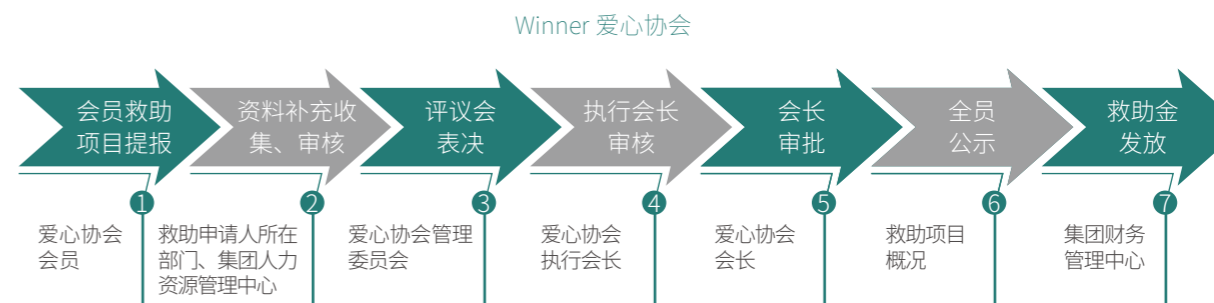 Winner 爱心协会
会员救助
项目提报
资料补充收
集、审核
评议会
表决
执行会长
审核
会长
审批
全员
公示
救助金
发放
1
2
3
4
5
6
7
爱心协会
会员
救助申请人所在
部门、集团人力
资源管理中心
爱心协会管理
委员会
爱心协会
执行会长
爱心协会
会长
救助项目
概况
集团财务
管理中心